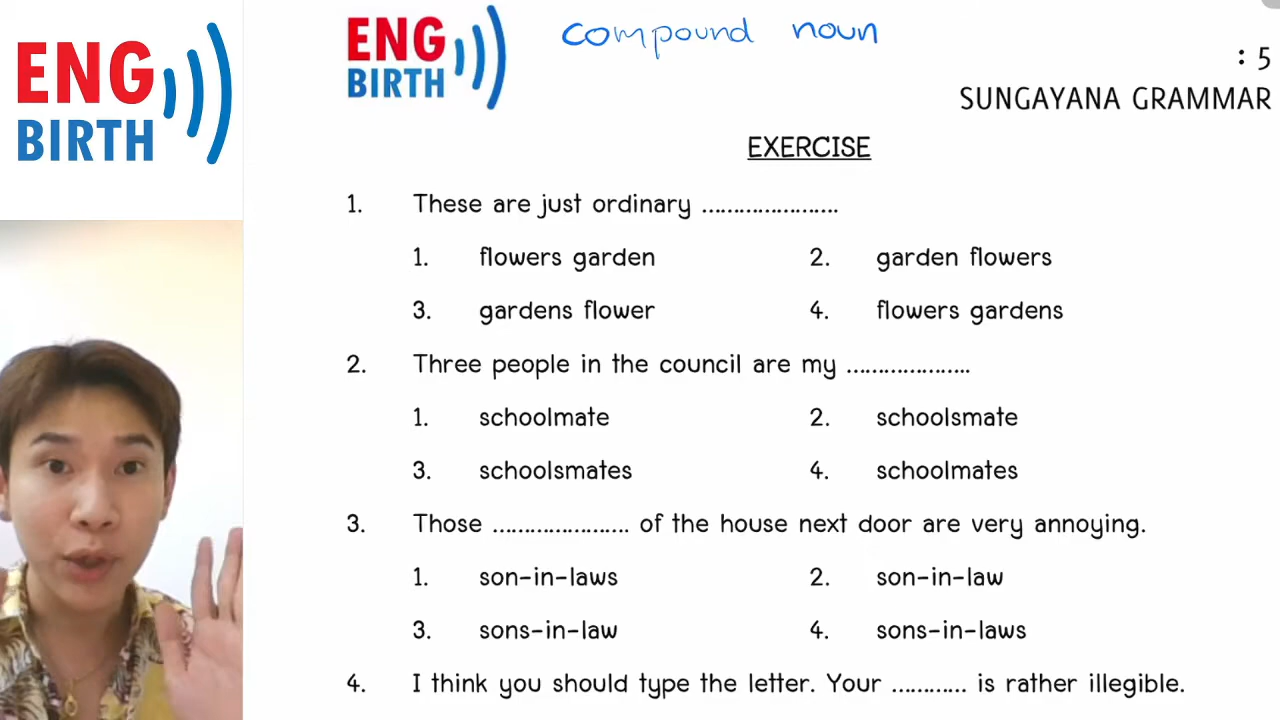 ENG
BIRTH
ENG
BIRTH
compound noun
: 5
SUNGAYANA GRAMMAR
EXERCISE
1. These are just ordinary ......................
1. flowers garden 2. garden flowers
3. gardens flower 4. flowers gardens
2. Three people in the council are my ....................
1. schoolmate 2. schoolsmate
3. schoolsmates 4. schoolmates
3. Those ...................... of the house next door are very annoying.
1. son-in-laws 2. son-in-law
3. sons-in-law 4. sons-in-laws
4. I think you should type the letter. Your ............ is rather illegible.